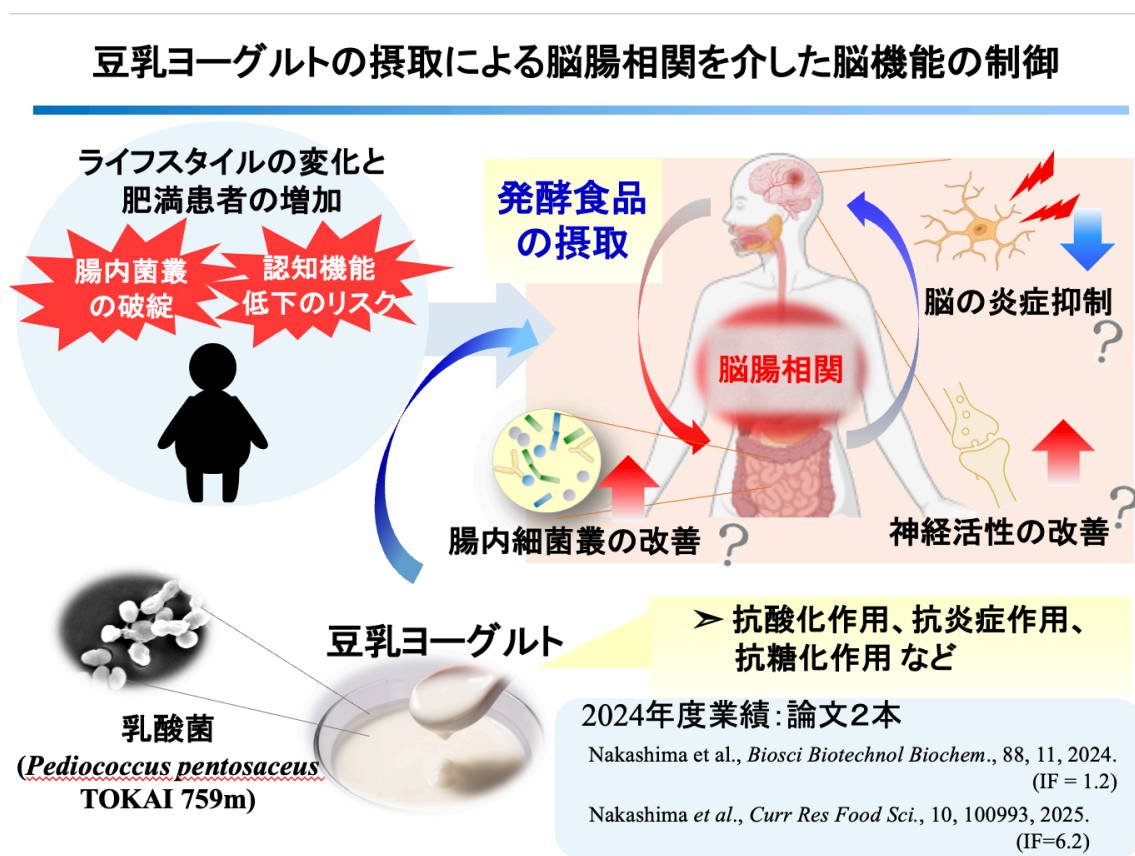 豆乳ヨーグルトの摂取による脳腸相関を介した脳機能の制御
ライフスタイルの変化と
肥満患者の増加
腸内菌叢
の破綻
認知機能
低下のリスク
発酵食品
の摂取
脳腸相関
脳の炎症抑制
?
神経活性の改善
?
腸内細菌叢の改善
?
乳酸菌
(Pediococcus pentosaceus
TOKAI 759m)
豆乳ヨーグルト
➢ 抗酸化作用、抗炎症作用、
抗糖化作用 など
2024年度業績：論文2本
Nakashima et al., Biosci Biotechnol Biochem., 88, 11, 2024.
(IF = 1.2)
Nakashima et al., Curr Res Food Sci., 10, 100993, 2025.
(IF=6.2)